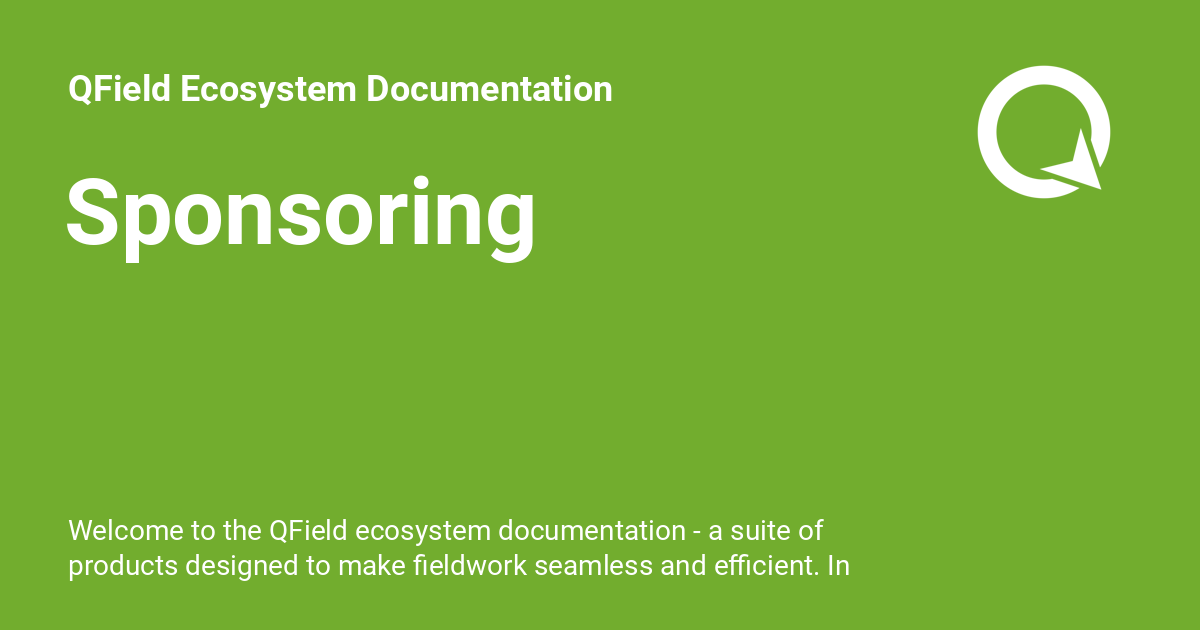 QField Ecosystem Documentation
Sponsoring
Welcome to the QField ecosystem documentation - a suite of
products designed to make fieldwork seamless and efficient. In